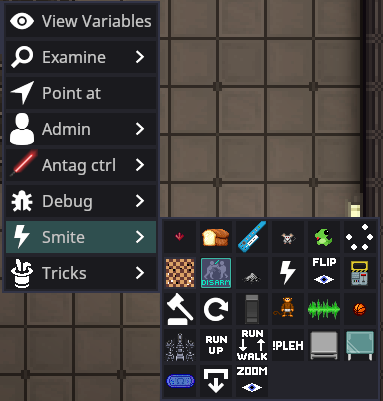 View Variables
Examine
Point at
Admin
Antag ctrl
Debug
Smite
Tricks
FLIP
DISARM
RUN
UP
RUN
WALK
!PLEH
ZOOM